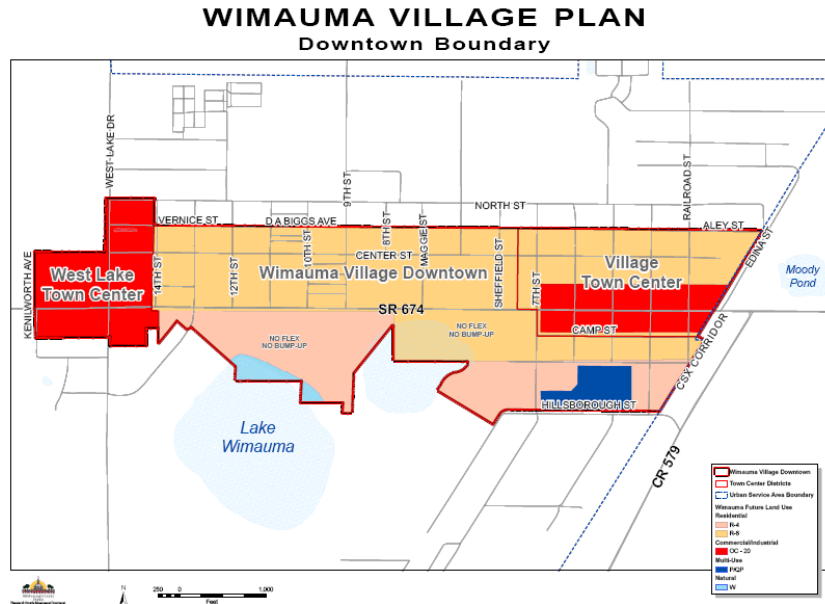 WIMAUMA VILLAGE PLAN
Downtown Boundary
WEST LAKE DR
9TH ST
RAILROAD ST
NORTH ST
VERNICE ST
D A BIGGS AVE
8TH ST
MAGGIE ST
ALEY ST
EDINA ST
KENILWORTH AVE
West Lake
Town Center
14TH ST
12TH ST
10TH ST
CENTER ST
Wimauma Village Downtown
SHEFFIELD ST
7TH ST
Village
Town Center
Moody
Pond
SR 674
CAMP ST
NO FLEX
NO BUMP-UP
NO FLEX
NO BUMP-UP
CSX CORRIDOR
HILLSBOROUGH ST
Lake
Wimauma
CR 579
Wimauma Village Downtown
Town Center Districts
Urban Service Area Boundary
Wimauma Future Land Use
Residential
R-4
R-6
Commercial/Industrial
OC - 20
Multi-Use
P/QP
Natural
W
N
250 0 1,000
Feet